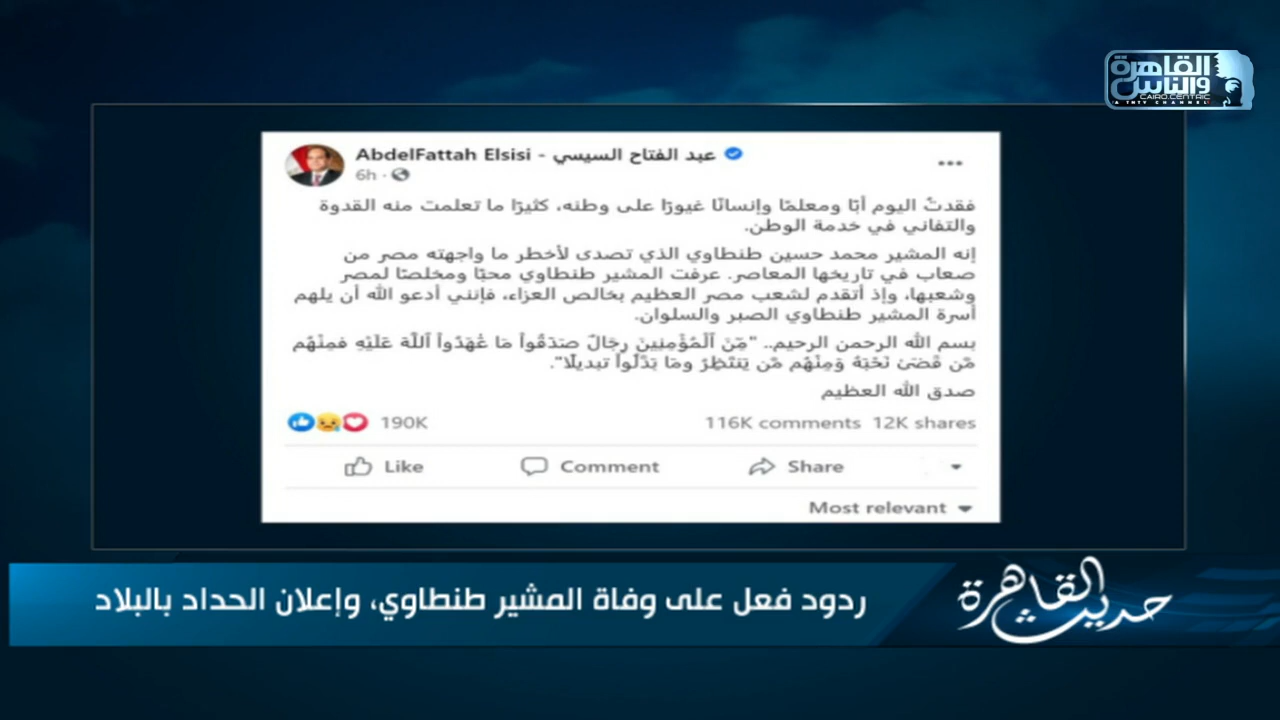 القاهرة
والناس
CAIRO.CENTRIC
A TNTV CHANNEL
AbdelFattah Elsisi - عبد الفتاح السيسي
6h
فقدتُ اليوم أبًا ومعلمًا وإنسانًا غيورًا على وطنه، كثيرًا ما تعلمت منه القدوة
والتفاني في خدمة الوطن.
إنه المشير محمد حسين طنطاوي الذي تصدى لأخطر ما واجهته مصر من
صعاب في تاريخها المعاصر. عرفت المشير طنطاوي محبًا ومخلصًا لمصر
وشعبها، وإذ أتقدم لشعب مصر العظيم بخالص العزاء، فإنني أدعو الله أن يلهم
أسرة المشير طنطاوي الصبر والسلوان.
بسم الله الرحمن الرحيم.. "مِّنَ ٱلْمُؤْمِنِينَ رِجَالٌ صَدَقُواْ مَا عَٰهَدُواْ ٱللَّهَ عَلَيْهِ فمِنْهُم
مَّن قَضَىٰ نَحْبَهُ وَمِنْهُم مَّن يَنتَظِرُ ومَا بَدَّلُواْ تبديلًا".
صدق الله العظيم
190K 116K comments 12K shares
Like Comment Share
Most relevant
ردود فعل على وفاة المشير طنطاوي، وإعلان الحداد بالبلاد
حديث القاهرة